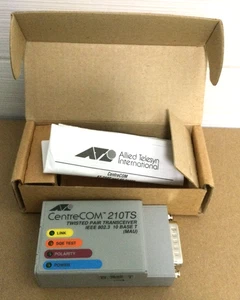 Allied Telesyn
International
CentreCOM
CentreCOM™ 210TS
TWISTED PAIR TRANSCEIVER
IEEE 802.3 10 BASE T
(MAU)
LINK
SQE TEST
POLARITY
POWER